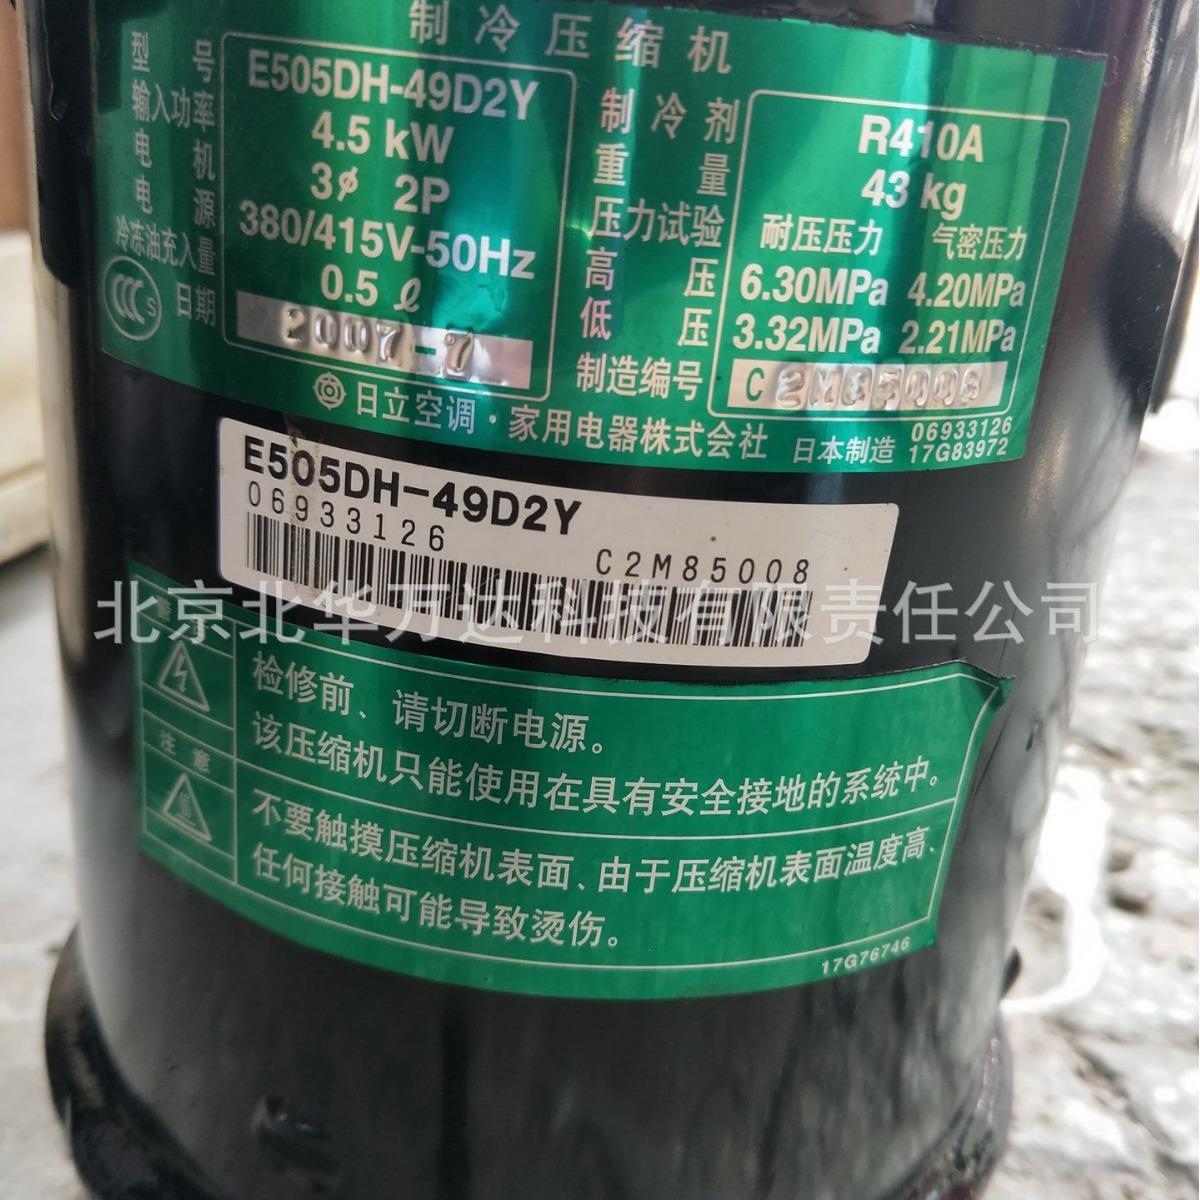 制冷压缩机
型号 E505DH-49D2Y
输入功率 4.5 kW
电机 3φ 2P
电源 380/415V-50Hz
冷冻油充入量 0.5 ℓ
日期 2007-7
CCC S
制冷剂 R410A
重量 43 kg
压力试验 耐压压力 气密压力
高压 6.30MPa 4.20MPa
低压 3.32MPa 2.21MPa
制造编号 C2M85008
日立空调·家用电器株式会社 日本制造
06933126
17G83972
E505DH-49D2Y
06933126
C2M85008
北京北华万达科技有限责任公司
检修前、请切断电源。
该压缩机只能使用在具有安全接地的系统中。
注意
不要触摸压缩机表面、由于压缩机表面温度高、
任何接触可能导致烫伤。
17G76746